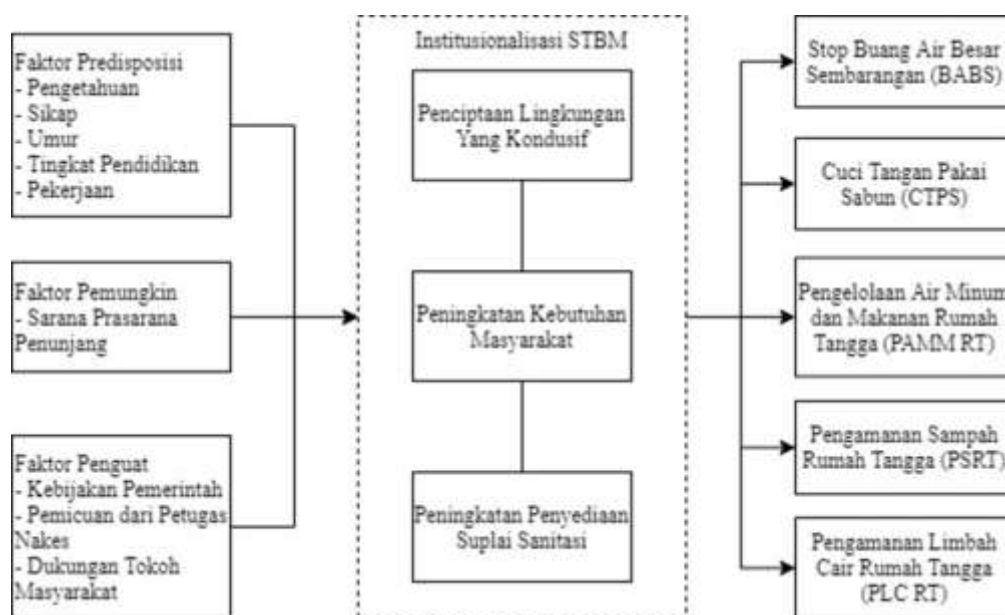 Faktor Predisposisi
- Pengetahuan
- Sikap
- Umur
- Tingkat Pendidikan
- Pekerjaan
Faktor Pemungkin
- Sarana Prasarana
Penunjang
Faktor Penguat
- Kebijakan Pemerintah
- Pemicuan dari Petugas
Nakes
- Dukungan Tokoh
Masyarakat
Institusionalisasi STBM
Penciptaan Lingkungan
Yang Kondusif
Peningkatan Kebutuhan
Masyarakat
Peningkatan Penyediaan
Suplai Sanitasi
Stop Buang Air Besar
Sembarangan (BABS)
Cuci Tangan Pakai
Sabun (CTPS)
Pengelolaan Air Minum
dan Makanan Rumah
Tangga (PAMM RT)
Pengamanan Sampah
Rumah Tangga (PSRT)
Pengamanan Limbah
Cair Rumah Tangga
(PLC RT)